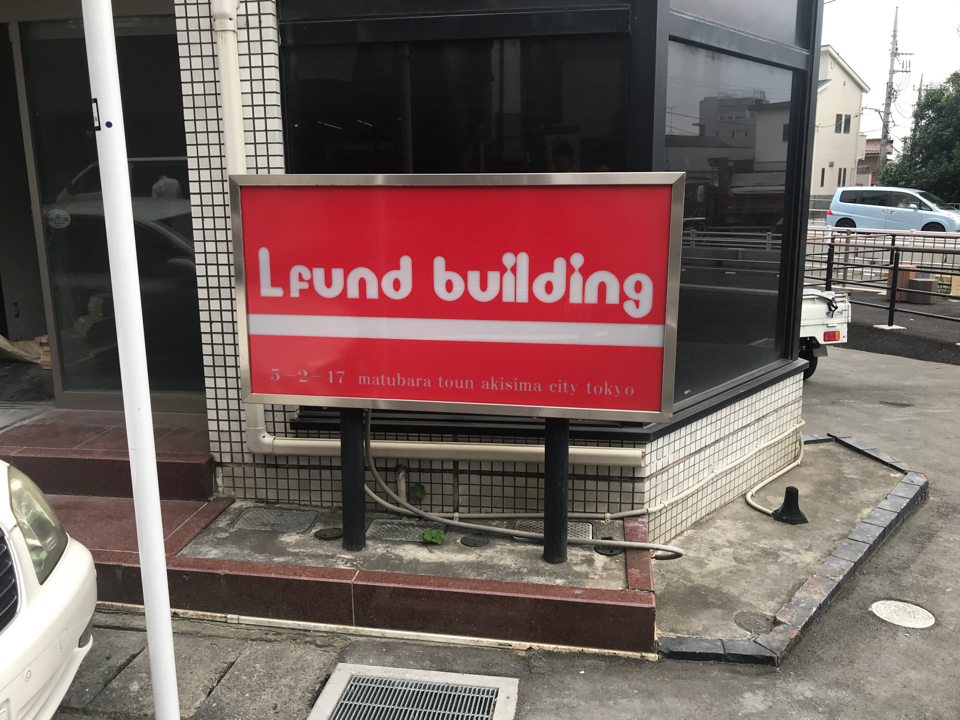 Lfund building
5-2-17 matubara toun akisima city tokyo